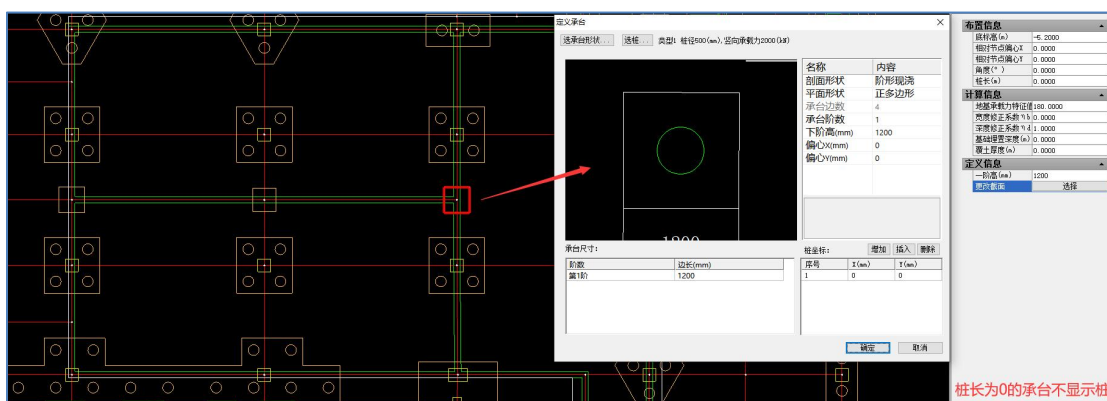 定义承台
选承台形状... 选桩... 类型1 桩径500(mm),竖向承载力2000(kN)
名称 内容
剖面形状 阶形现浇
平面形状 正多边形
承台边数 4
承台阶数 1
下阶高(mm) 1200
偏心X(mm) 0
偏心Y(mm) 0
1200
承台尺寸:
阶数 边长(mm)
第1阶 1200
桩坐标: 增加 插入 删除
序号 X(mm) Y(mm)
1 0 0
确定 取消
布置信息
底标高(m) -5.2000
相对节点偏心X 0.0000
相对节点偏心Y 0.0000
角度(°) 0.0000
桩长(m) 0.0000
计算信息
地基承载力特征值 180.0000
宽度修正系数ηb 0.0000
深度修正系数ηd 1.0000
基础埋置深度(m) 0.0000
覆土厚度(m) 0.0000
定义信息
一阶高(mm) 1200
更改截面 选择
桩长为0的承台不显示桩